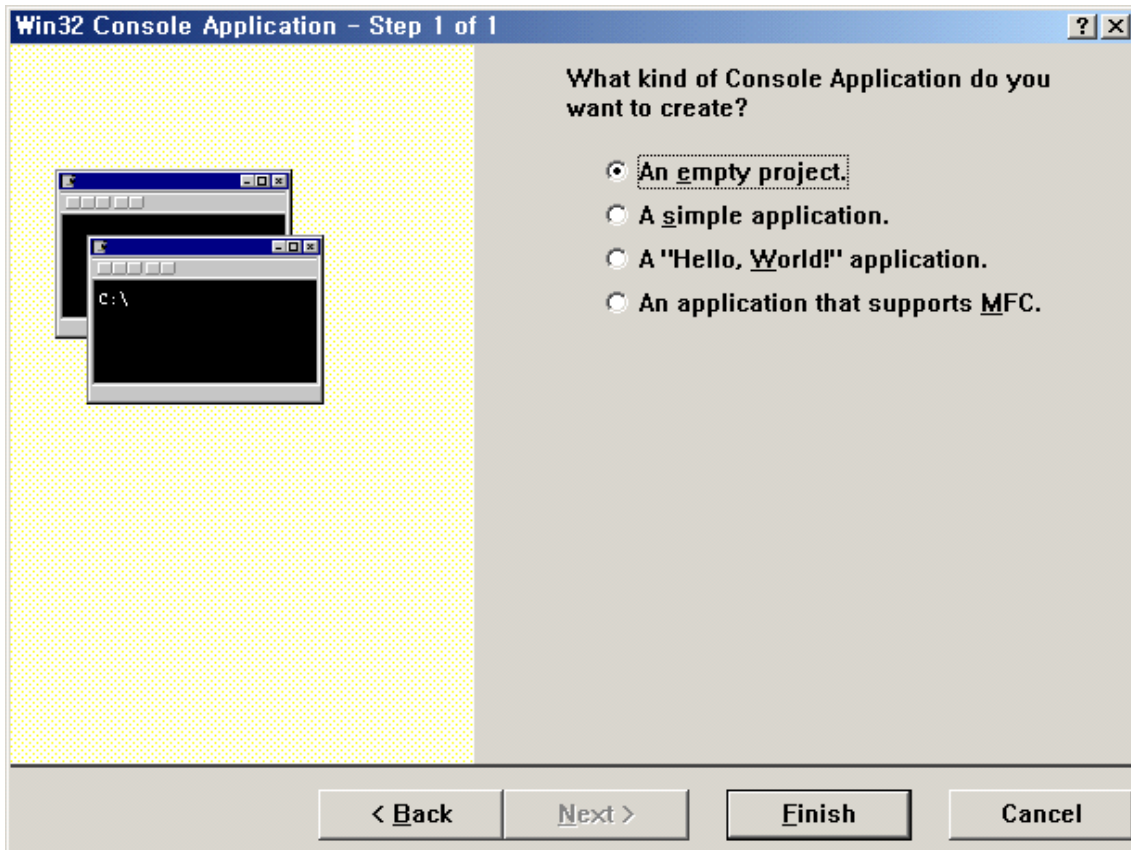 Win32 Console Application - Step 1 of 1
What kind of Console Application do you
want to create?
An empty project.
A simple application.
A "Hello, World!" application.
An application that supports MFC.
C:\
< Back
Next >
Finish
Cancel